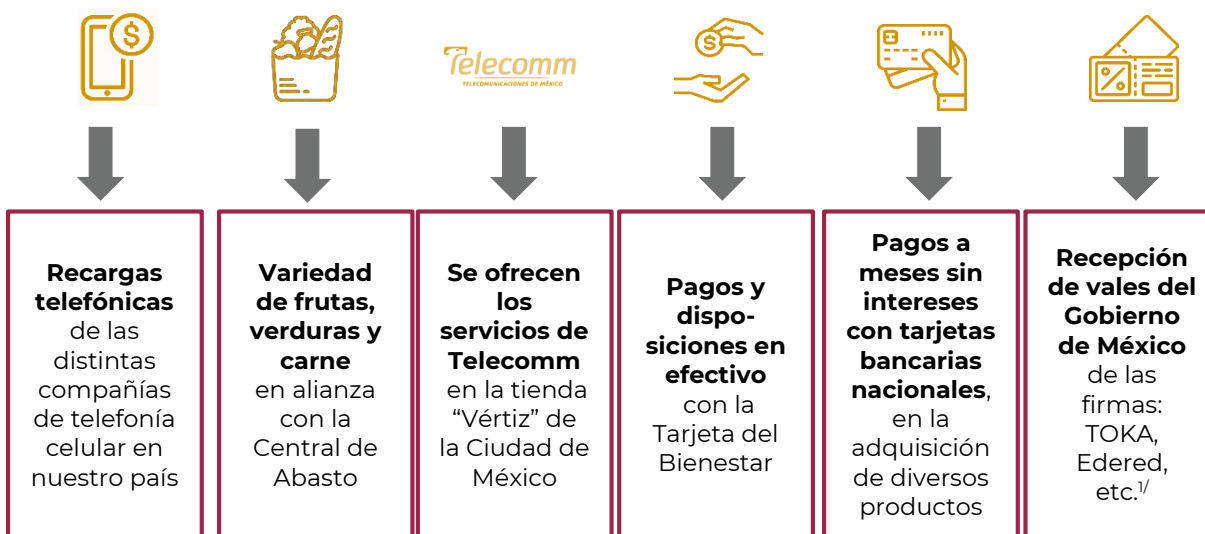 Telecomm
TELECOMUNICACIONES DE MÉXICO
Recargas
telefónicas
de las
distintas
compañías
de telefonía
celular en
nuestro país
Variedad
de frutas,
verduras y
carne
en alianza
con la
Central de
Abasto
Se ofrecen
los
servicios de
Telecomm
en la tienda
“Vértiz” de
la Ciudad de
México
Pagos y
dispo-
siciones en
efectivo
con la
Tarjeta del
Bienestar
Pagos a
meses sin
intereses
con tarjetas
bancarias
nacionales,
en la
adquisición
de diversos
productos
Recepción
de vales del
Gobierno
de México
de las
firmas:
TOKA,
Edered,
etc.1/